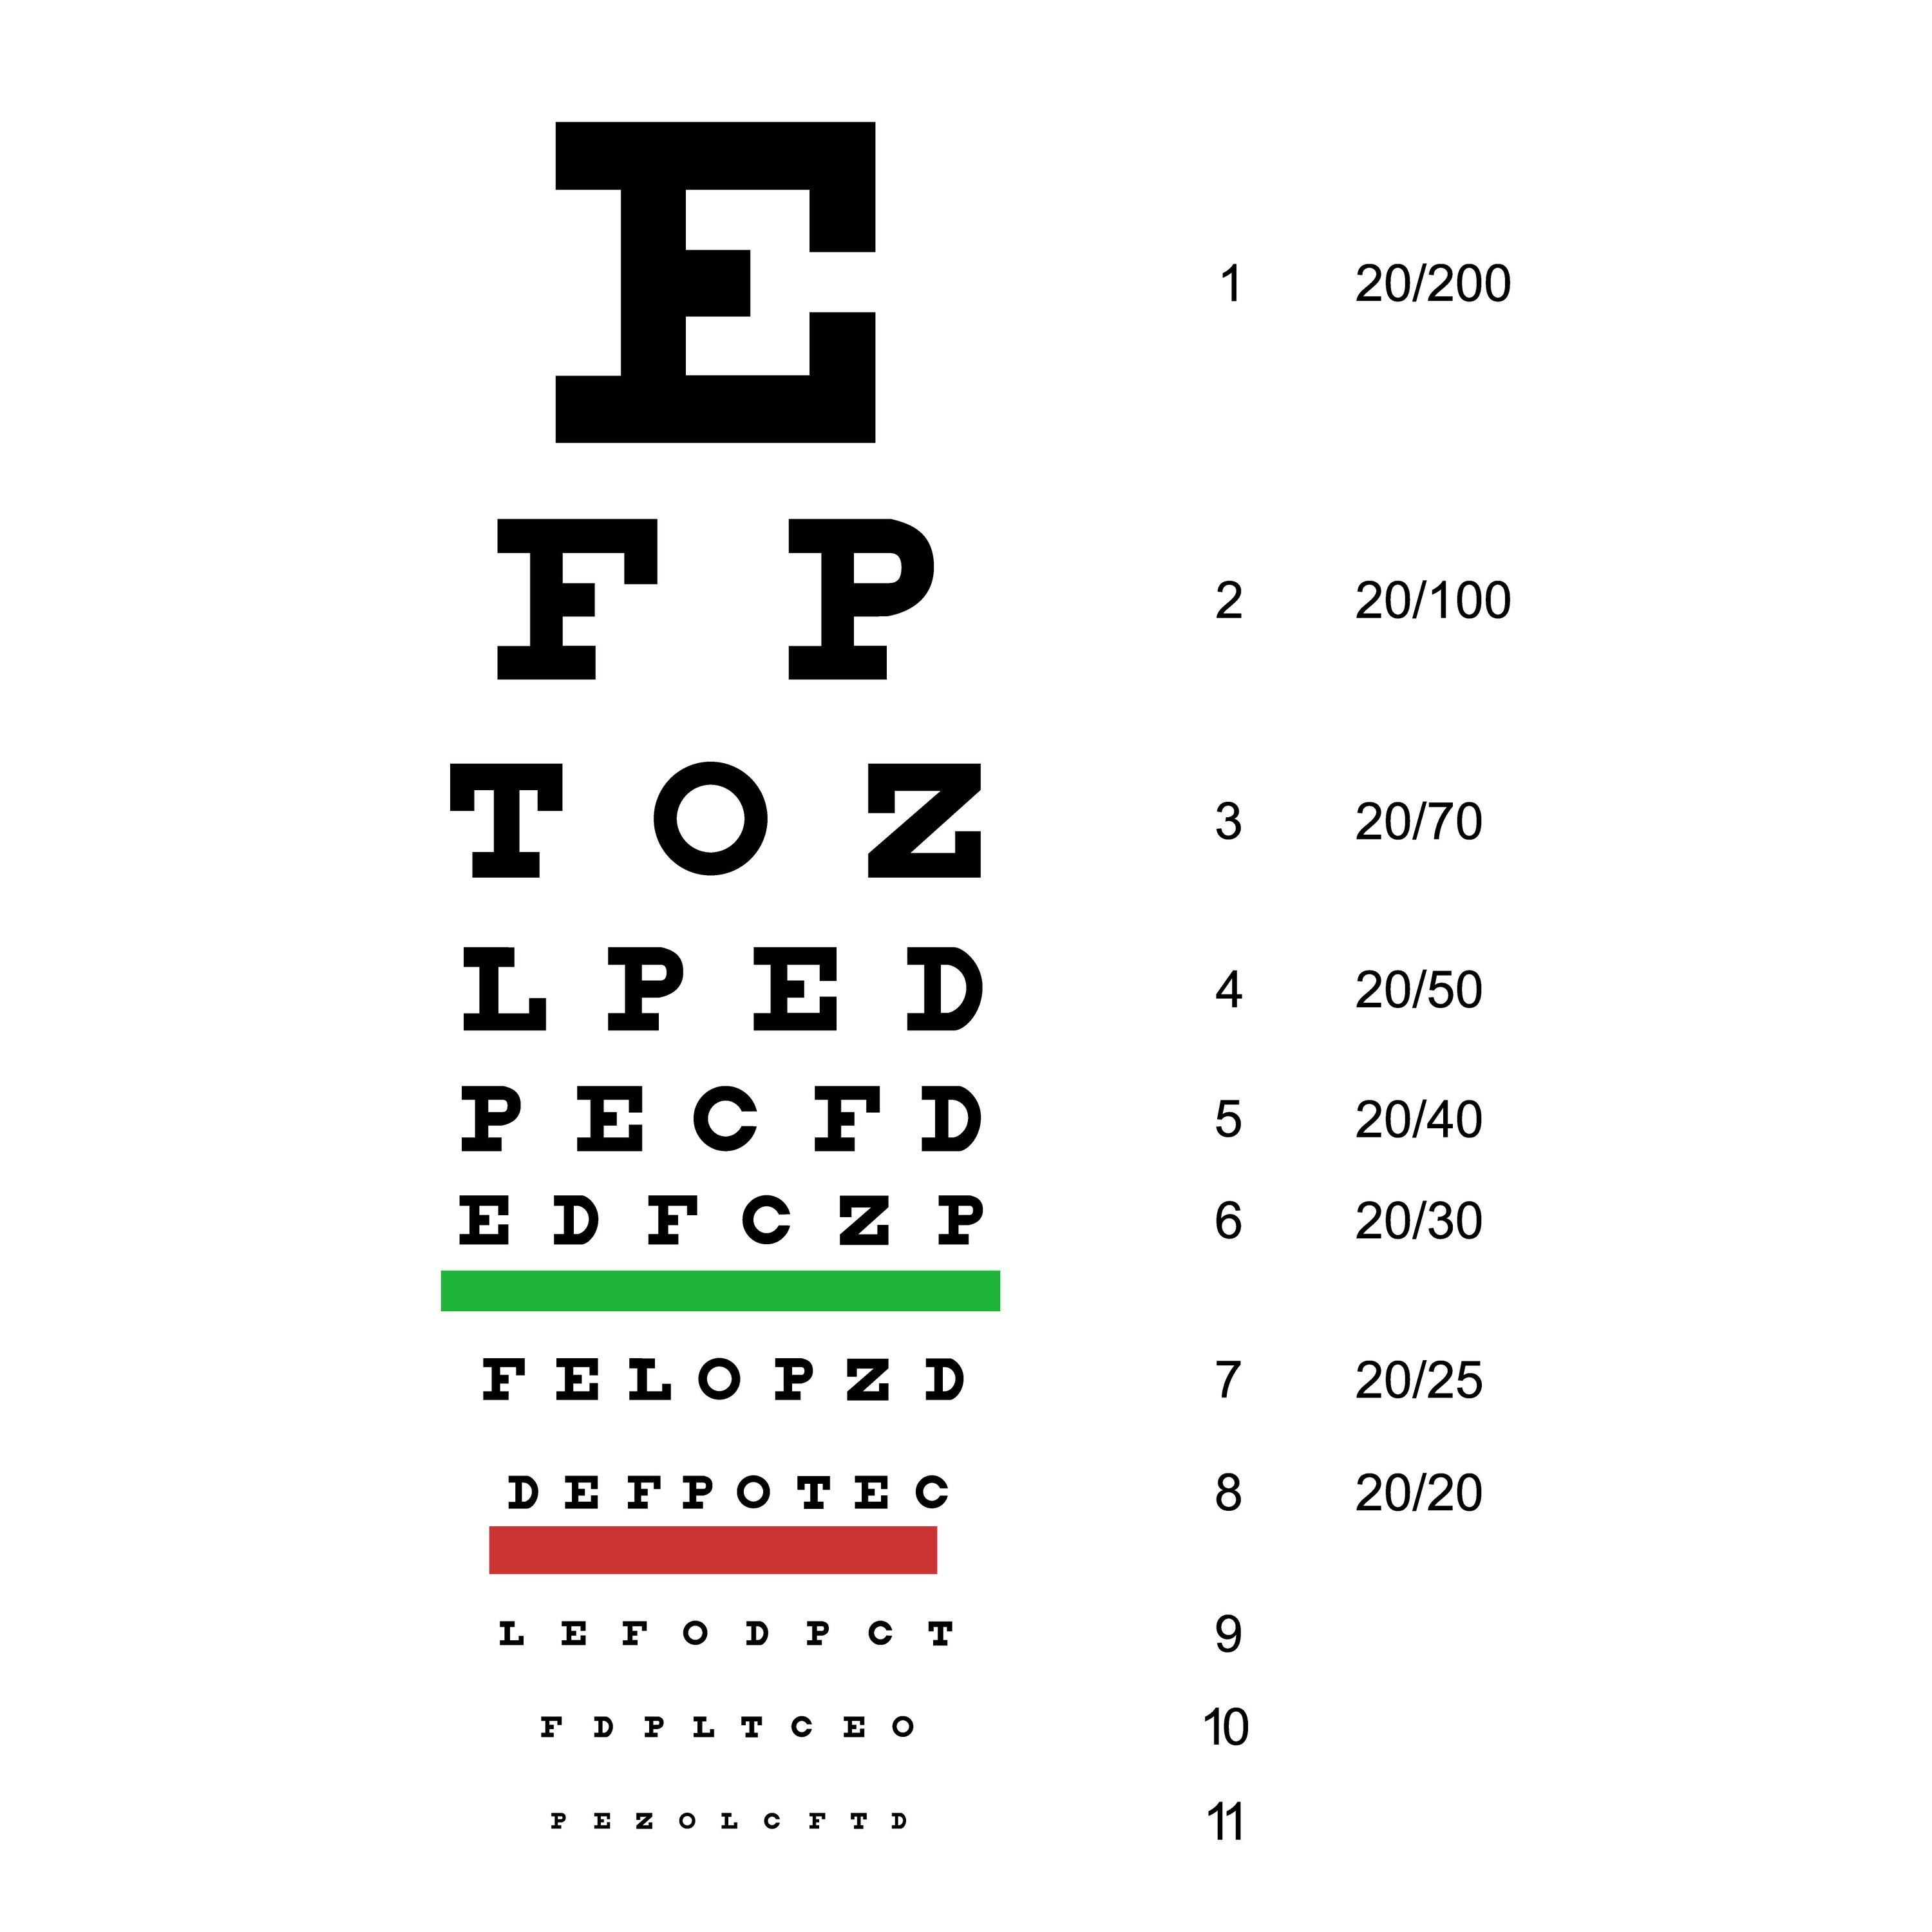 E 1 20/200
F P 2 20/100
T O Z 3 20/70
L P E D 4 20/50
P E C F D 5 20/40
E D F C Z P 6 20/30
F E L O P Z D 7 20/25
D E F P O T E C 8 20/20
L E F O D P C T 9
F D P L T C E O 10
P E Z O L C F T D 11